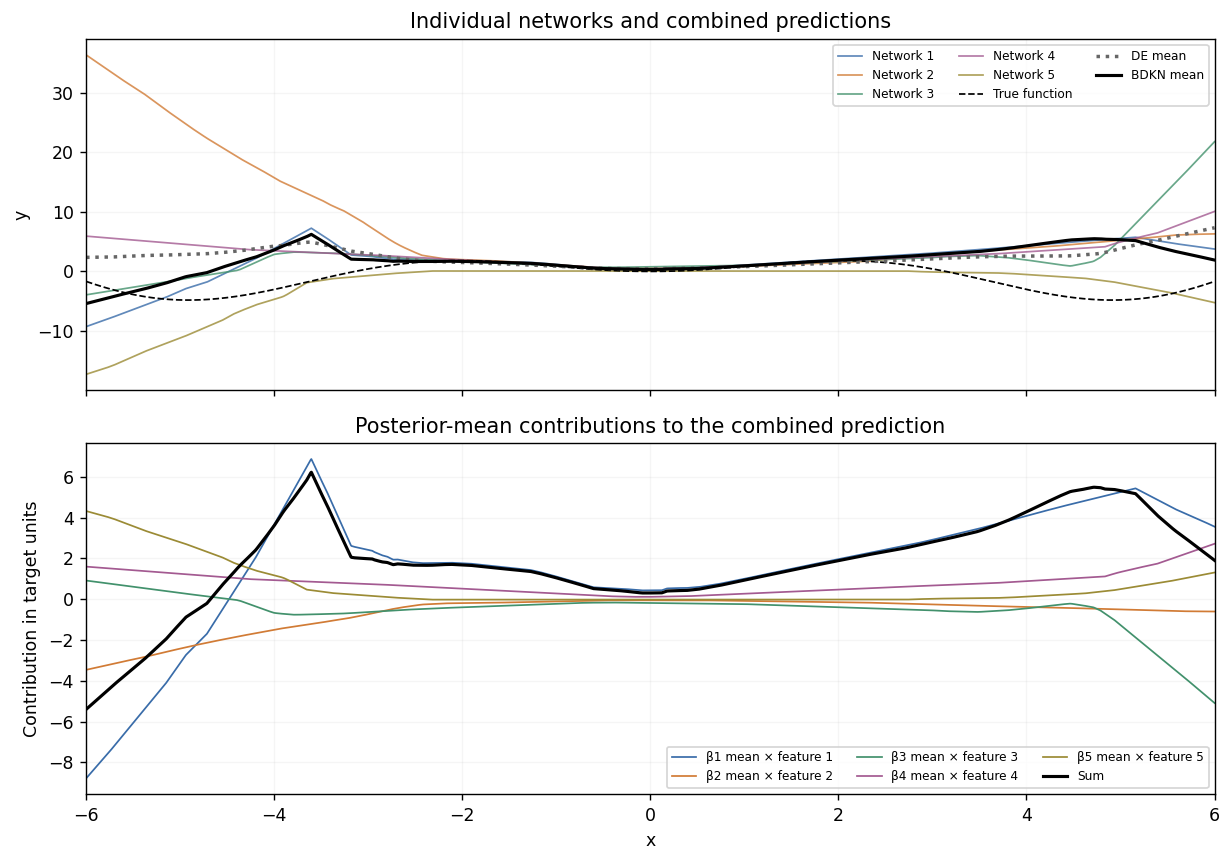 Individual networks and combined predictions
Network 1
Network 2
Network 3
Network 4
Network 5
True function
DE mean
BDKN mean
30
20
10
0
−10
y
Posterior-mean contributions to the combined prediction
6
4
2
0
−2
−4
−6
−8
Contribution in target units
β1 mean × feature 1
β2 mean × feature 2
β3 mean × feature 3
β4 mean × feature 4
β5 mean × feature 5
Sum
−6
−4
−2
0
2
4
6
x